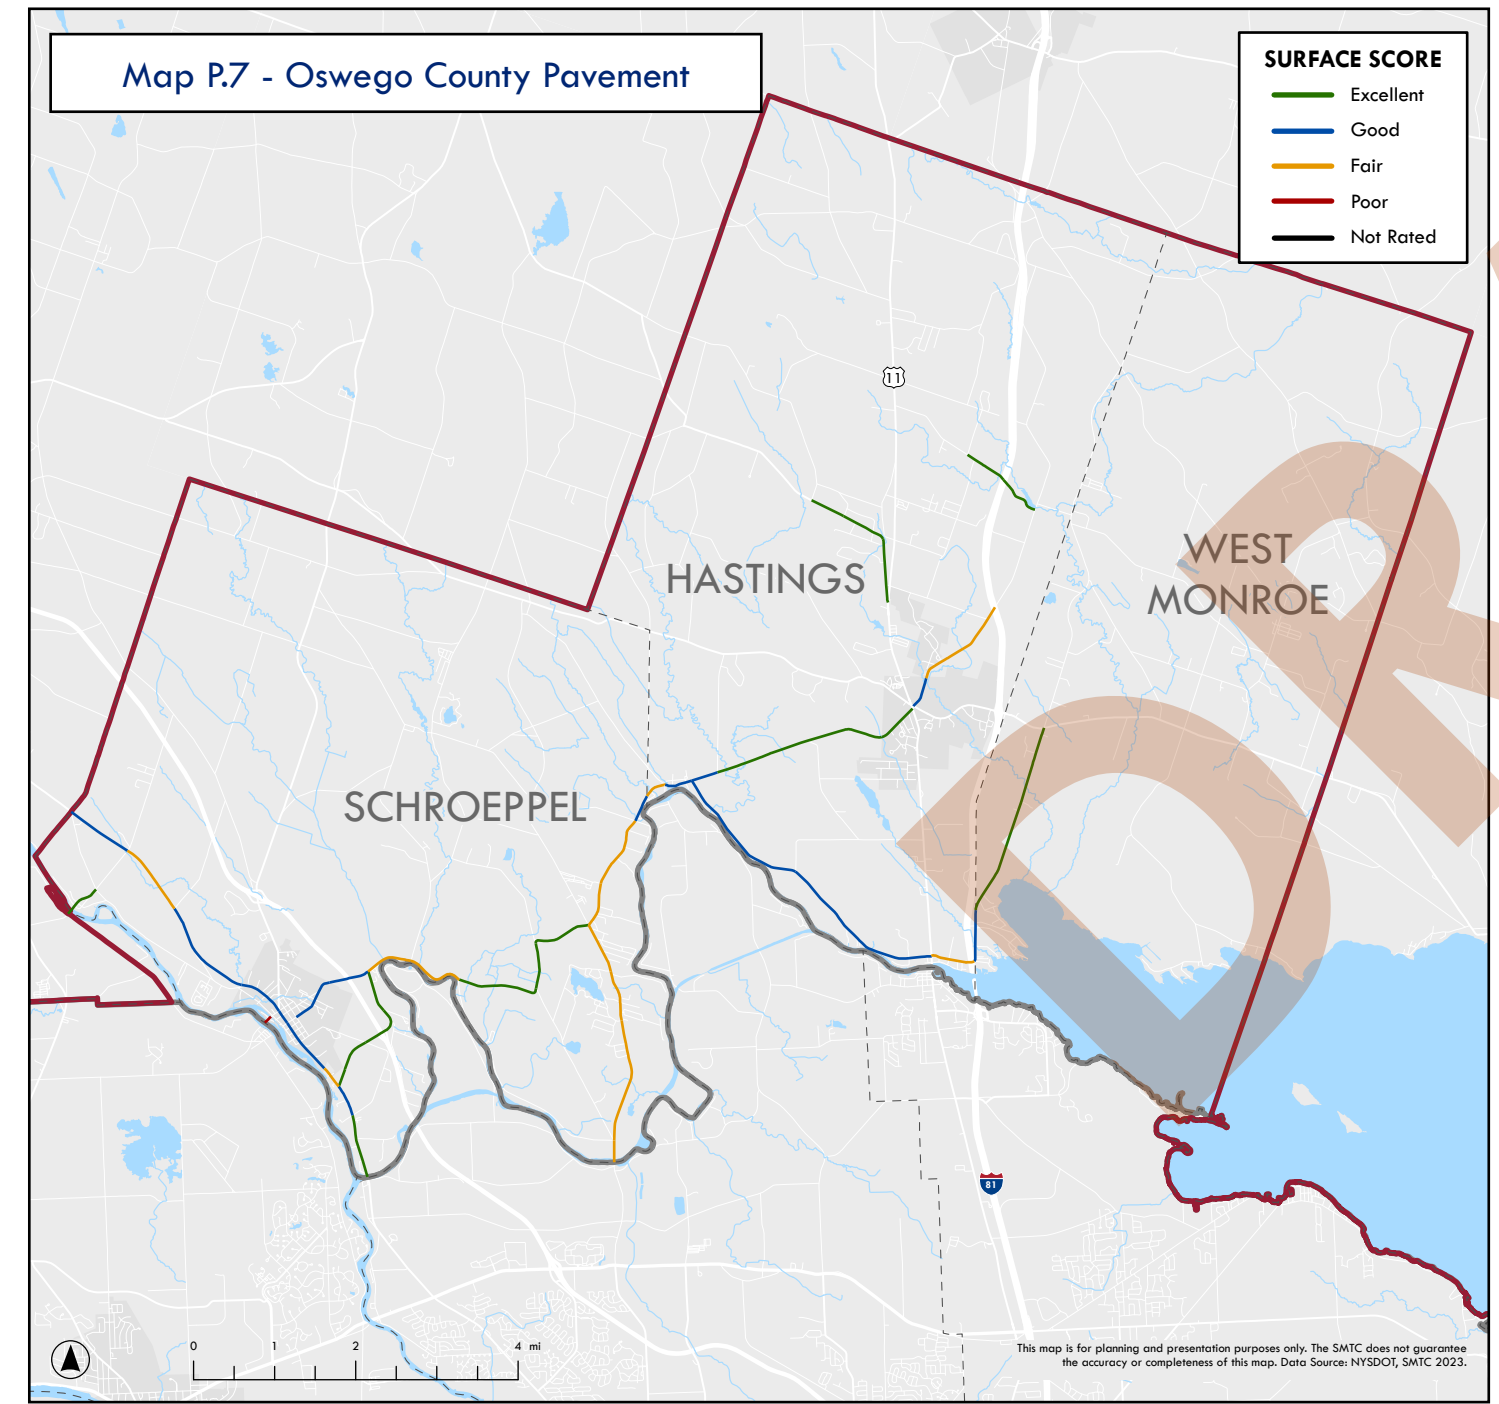 Map P.7 - Oswego County Pavement
SURFACE SCORE
Excellent
Good
Fair
Poor
Not Rated
11
HASTINGS
WEST
MONROE
SCHROEPPEL
81
0 1 2 4 mi
This map is for planning and presentation purposes only. The SMTC does not guarantee
the accuracy or completeness of this map. Data Source: NYSDOT, SMTC 2023.
DR